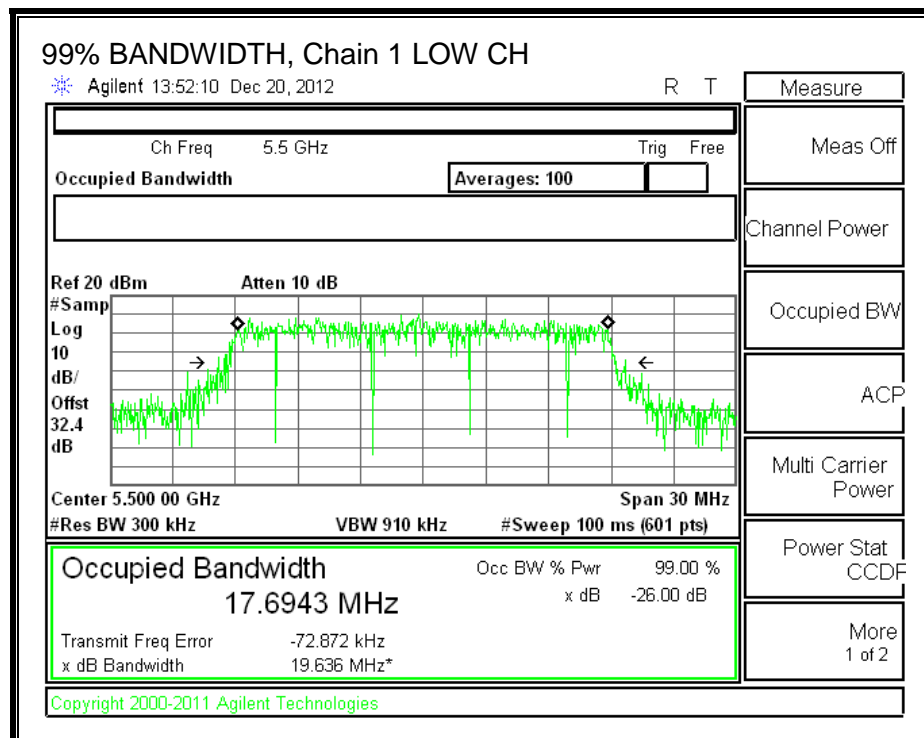 99% BANDWIDTH, Chain 1 LOW CH
Agilent 13:52:10 Dec 20, 2012 R T
Ch Freq 5.5 GHz Trig Free
Occupied Bandwidth Averages: 100
Ref 20 dBm Atten 10 dB
#Samp
Log
10
dB/
Offst
32.4
dB
Center 5.500 00 GHz Span 30 MHz
#Res BW 300 kHz VBW 910 kHz #Sweep 100 ms (601 pts)
Occupied Bandwidth Occ BW % Pwr 99.00 %
17.6943 MHz x dB -26.00 dB
Transmit Freq Error -72.872 kHz
x dB Bandwidth 19.636 MHz*
Copyright 2000-2011 Agilent Technologies
Measure
Meas Off
Channel Power
Occupied BW
ACP
Multi Carrier
Power
Power Stat
CCDF
More
1 of 2